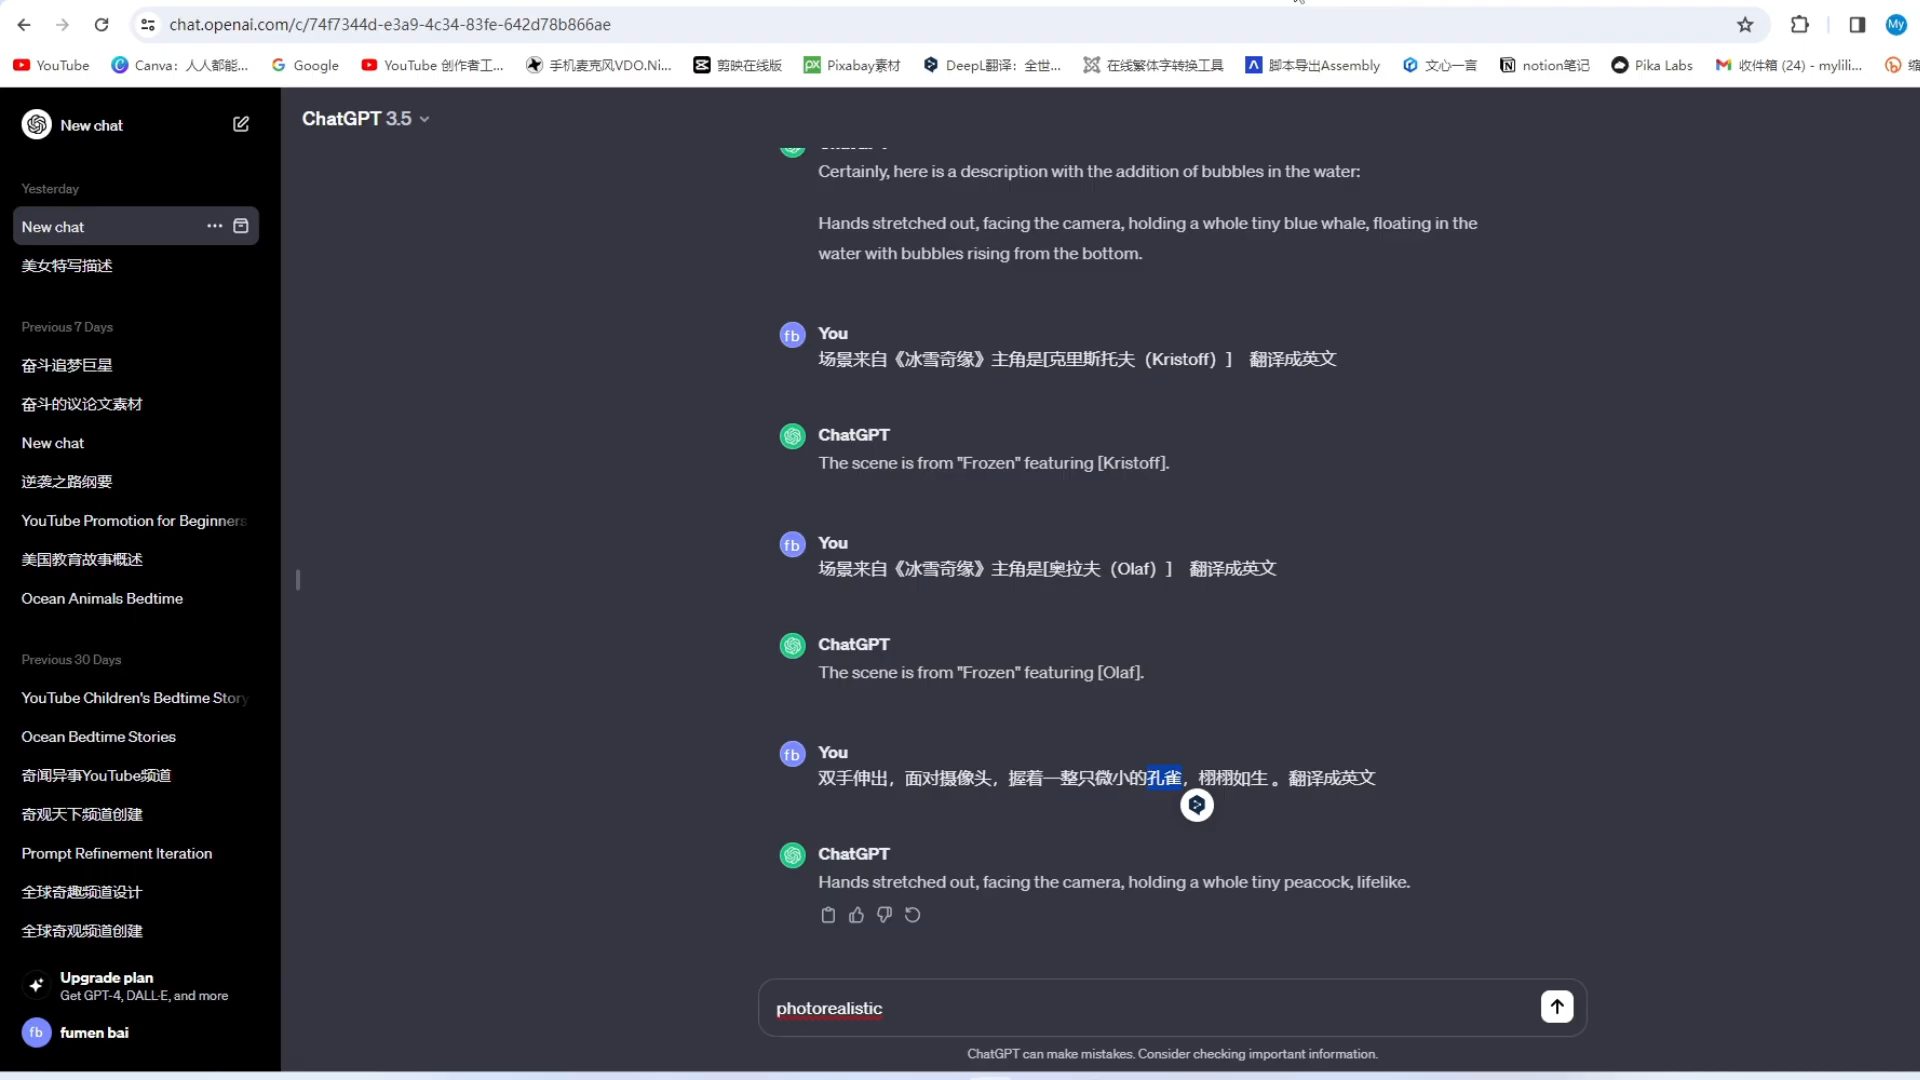 chat.openai.com/c/74f7344d-e3a9-4c34-83fe-642d78b866ae
My
YouTube
Canva：人人都能...
Google
YouTube 创作者工...
手机麦克风VDO.Ni...
剪映在线版
Pixabay素材
DeepL翻译：全世...
在线繁体字转换工具
脚本导出Assembly
文心一言
notion笔记
Pika Labs
收件箱 (24) - mylili...
New chat
Yesterday
New chat
美女特写描述
Previous 7 Days
奋斗追梦巨星
奋斗的议论文素材
New chat
逆袭之路纲要
YouTube Promotion for Beginners
美国教育故事概述
Ocean Animals Bedtime
Previous 30 Days
YouTube Children's Bedtime Story
Ocean Bedtime Stories
奇闻异事YouTube频道
奇观天下频道创建
Prompt Refinement Iteration
全球奇趣频道设计
全球奇观频道创建
Upgrade plan
Get GPT-4, DALL·E, and more
fb
fumen bai
ChatGPT 3.5
Certainly, here is a description with the addition of bubbles in the water:
Hands stretched out, facing the camera, holding a whole tiny blue whale, floating in the
water with bubbles rising from the bottom.
fb
You
场景来自《冰雪奇缘》主角是[克里斯托夫（Kristoff）] 翻译成英文
ChatGPT
The scene is from "Frozen" featuring [Kristoff].
fb
You
场景来自《冰雪奇缘》主角是[奥拉夫（Olaf）] 翻译成英文
ChatGPT
The scene is from "Frozen" featuring [Olaf].
fb
You
双手伸出，面对摄像头，握着一整只微小的孔雀，栩栩如生。翻译成英文
ChatGPT
Hands stretched out, facing the camera, holding a whole tiny peacock, lifelike.
photorealistic
ChatGPT can make mistakes. Consider checking important information.